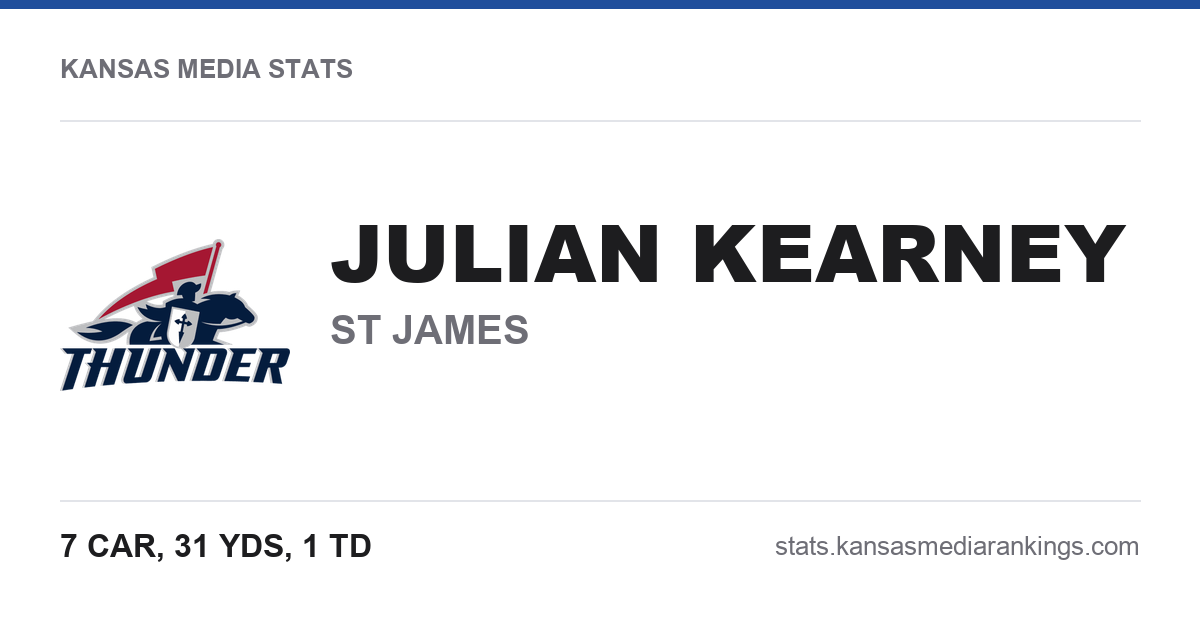 KANSAS MEDIA STATS
JULIAN KEARNEY
ST JAMES
THUNDER
7 CAR, 31 YDS, 1 TD
stats.kansasmediarankings.com